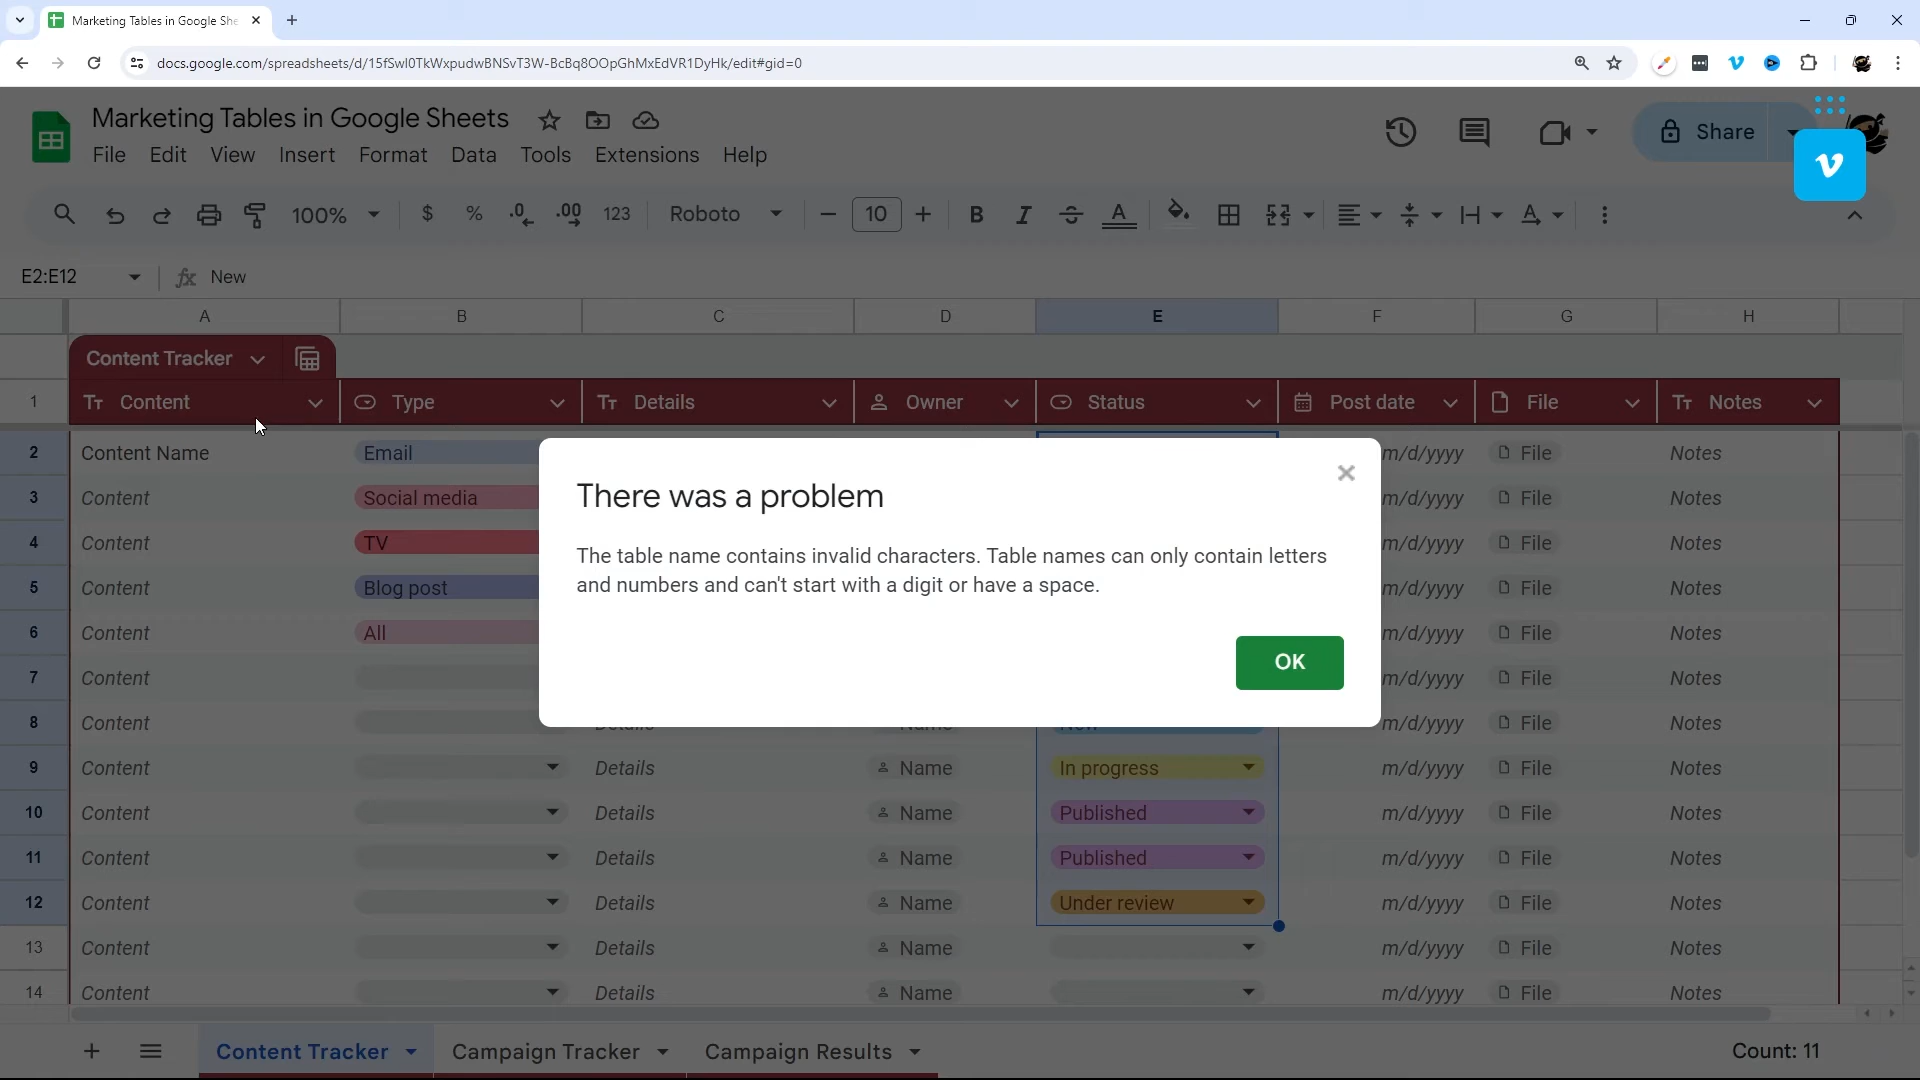 Marketing Tables in Google She
docs.google.com/spreadsheets/d/15fSwI0TkWxpudwBNSvT3W-BcBq8OOpGhMxEdVR1DyHk/edit#gid=0
Marketing Tables in Google Sheets
File Edit View Insert Format Data Tools Extensions Help
Share
100% $ % .0 .00 123 Roboto 10 B I S A
E2:E12 fx New
A B C D E F G H
Content Tracker
1 Content Type Details Owner Status Post date File Notes
2 Content Name Email m/d/yyyy File Notes
3 Content Social media m/d/yyyy File Notes
4 Content TV m/d/yyyy File Notes
5 Content Blog post m/d/yyyy File Notes
6 Content All m/d/yyyy File Notes
7 Content m/d/yyyy File Notes
8 Content Details Name New m/d/yyyy File Notes
9 Content Details Name In progress m/d/yyyy File Notes
10 Content Details Name Published m/d/yyyy File Notes
11 Content Details Name Published m/d/yyyy File Notes
12 Content Details Name Under review m/d/yyyy File Notes
13 Content Details Name m/d/yyyy File Notes
14 Content Details Name m/d/yyyy File Notes
There was a problem
The table name contains invalid characters. Table names can only contain letters
and numbers and can't start with a digit or have a space.
OK
Content Tracker Campaign Tracker Campaign Results Count: 11